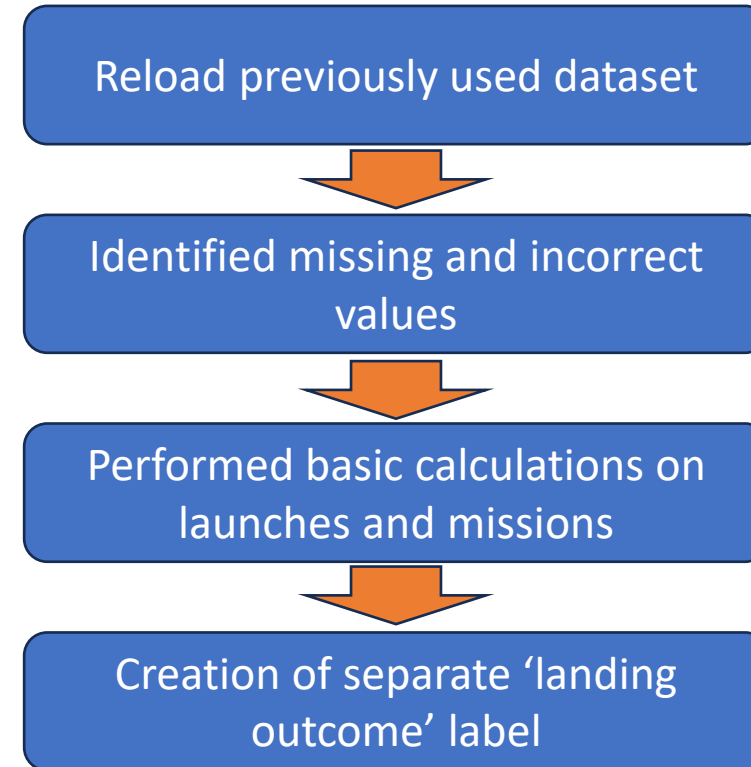 Reload previously used dataset
Identified missing and incorrect
values
Performed basic calculations on
launches and missions
Creation of separate ‘landing
outcome’ label